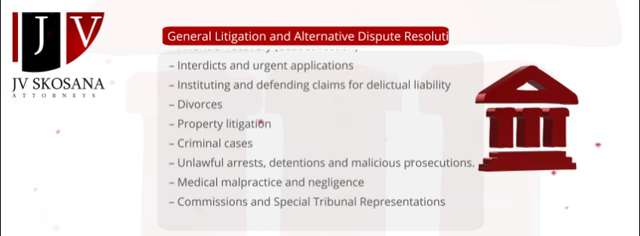 JV
JV SKOSANA
ATTORNEYS
General Litigation and Alternative Dispute Resoluti
– Interdicts and urgent applications
– Instituting and defending claims for delictual liability
– Divorces
– Property litigation
– Criminal cases
– Unlawful arrests, detentions and malicious prosecutions.
– Medical malpractice and negligence
– Commissions and Special Tribunal Representations